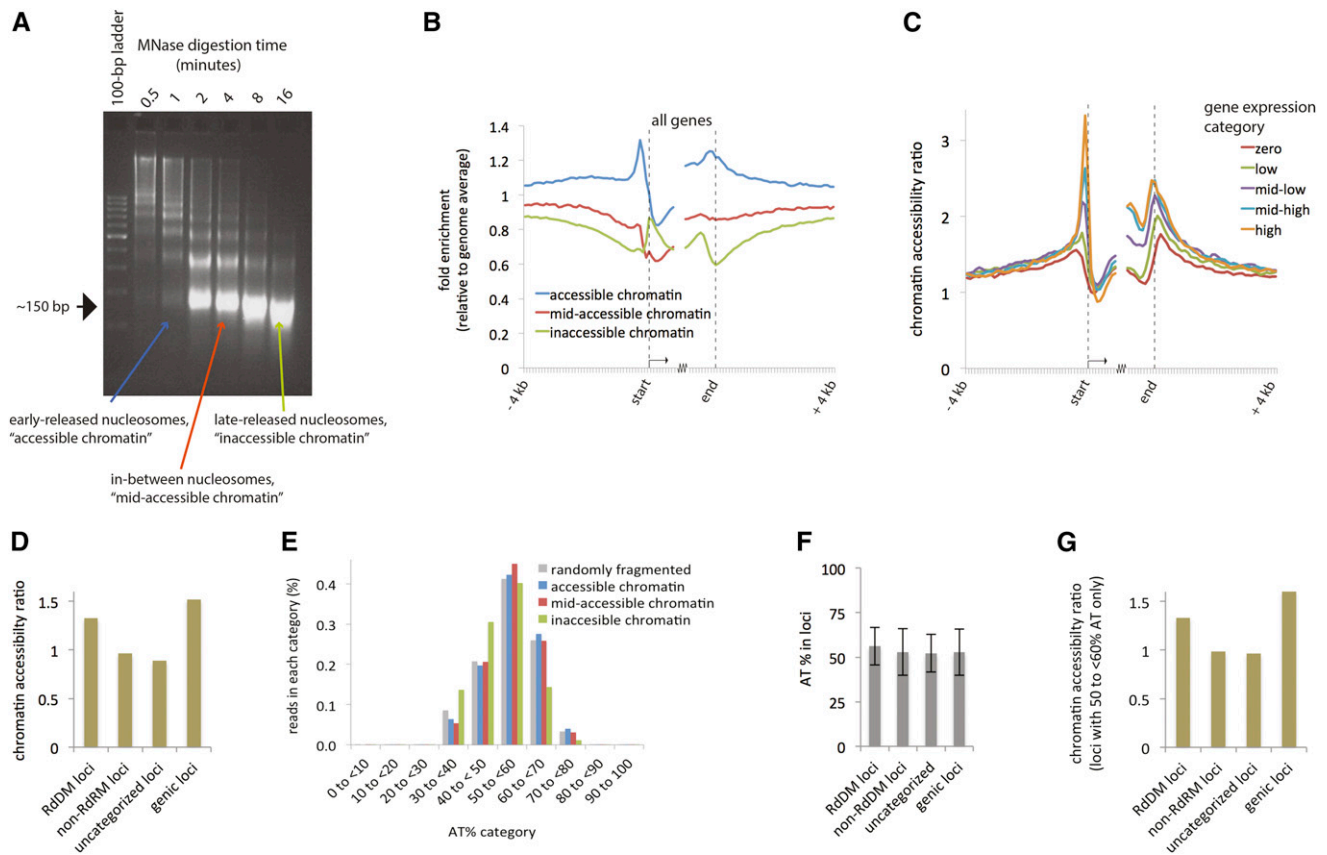 A
MNase digestion time
(minutes)
100-bp ladder
0.5
1
2
4
8
16
~150 bp
early-released nucleosomes,
"accessible chromatin"
late-released nucleosomes,
"inaccessible chromatin"
in-between nucleosomes,
"mid-accessible chromatin"
B
all genes
fold enrichment
(relative to genome average)
1.4
1.2
1
0.8
0.6
0.4
0.2
0
accessible chromatin
mid-accessible chromatin
inaccessible chromatin
- 4 kb
start
end
+ 4 kb
C
gene expression
category
zero
low
mid-low
mid-high
high
chromatin accessibility ratio
3
2
1
0
- 4 kb
start
end
+ 4 kb
D
chromatin accessibility ratio
1.5
1
0.5
0
RdDM loci
non-RdRM loci
uncategorized loci
genic loci
E
randomly fragmented
accessible chromatin
mid-accessible chromatin
inaccesible chromatin
reads in each category (%)
0.4
0.3
0.2
0.1
0.0
0 to <10
10 to <20
20 to <30
30 to <40
40 to < 50
50 to <60
60 to <70
70 to <80
80 to <90
90 to 100
AT% category
F
AT % in loci
100
75
50
25
0
RdDM loci
non-RdDM loci
uncategorized
genic loci
G
chromatin accessibility ratio
(loci with 50 to <60% AT only)
1.5
1
0.5
0
RdDM loci
non-RdRM loci
uncategorized loci
genic loci